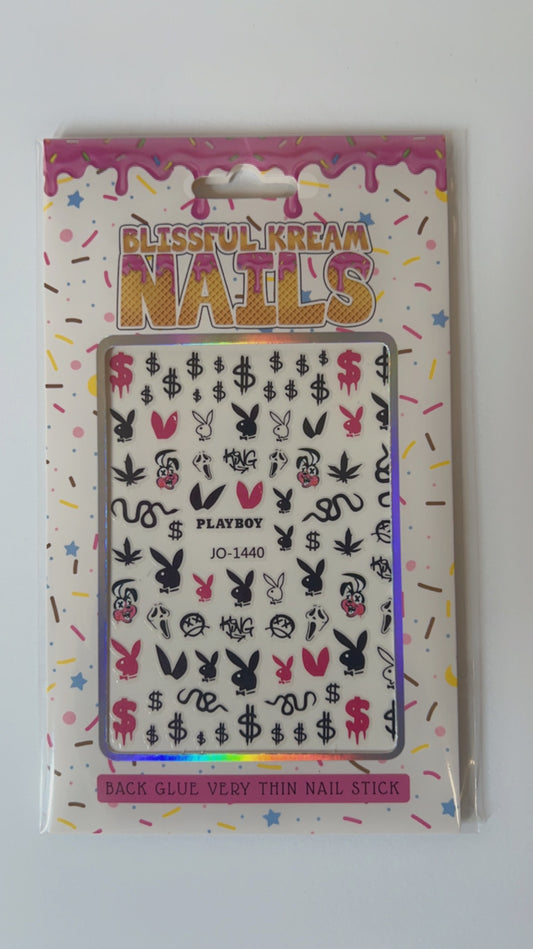 BLISSFUL KREAM
NAILS
KING
PLAYBOY
JO-1440
KING
BACK GLUE VERY THIN NAIL STICK